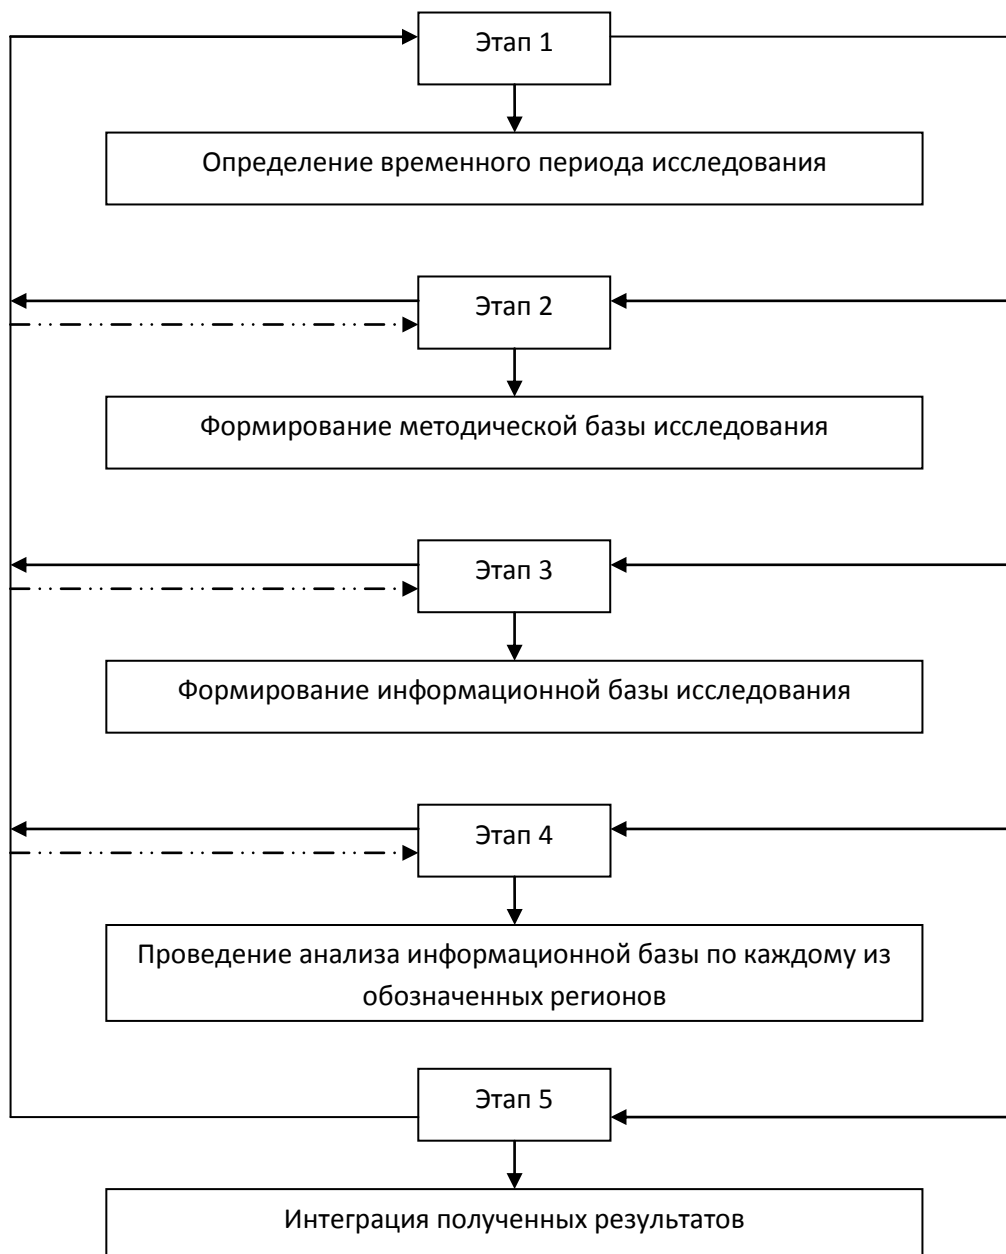 Этап 1
Определение временного периода исследования
Этап 2
Формирование методической базы исследования
Этап 3
Формирование информационной базы исследования
Этап 4
Проведение анализа информационной базы по каждому из
обозначенных регионов
Этап 5
Интеграция полученных результатов